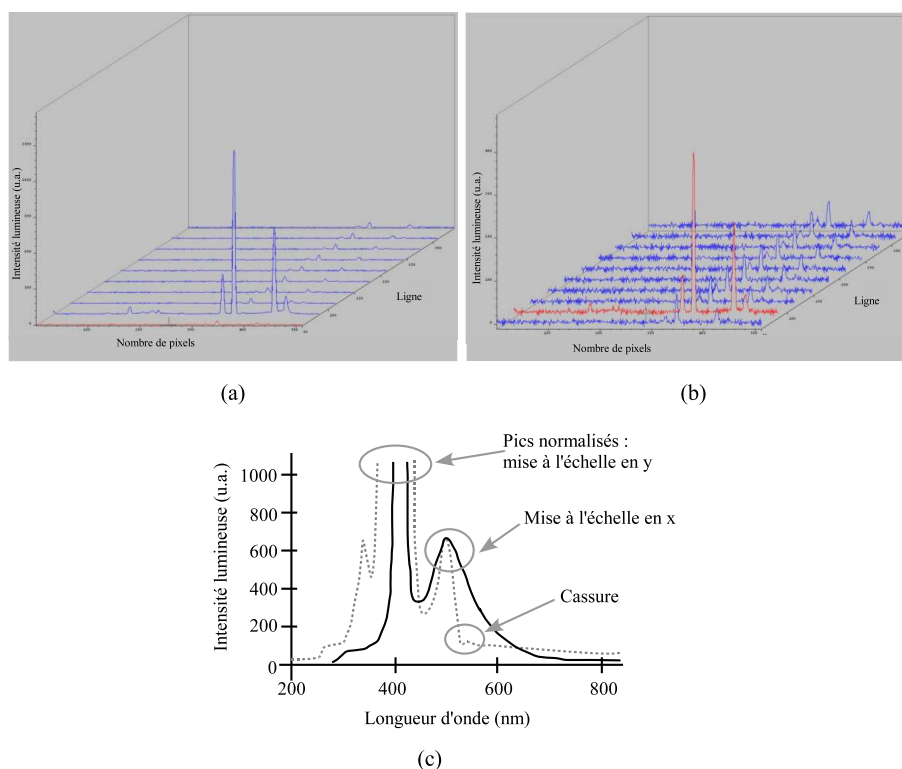 Intensité lumineuse (u.a.)
Ligne
Nombre de pixels
(a)
Intensité lumineuse (u.a.)
Ligne
Nombre de pixels
(b)
Pics normalisés :
mise à l'échelle en y
Mise à l'échelle en x
Cassure
Intensité lumineuse (u.a.)
1000
800
600
400
200
0
200 400 600 800
Longueur d'onde (nm)
(c)